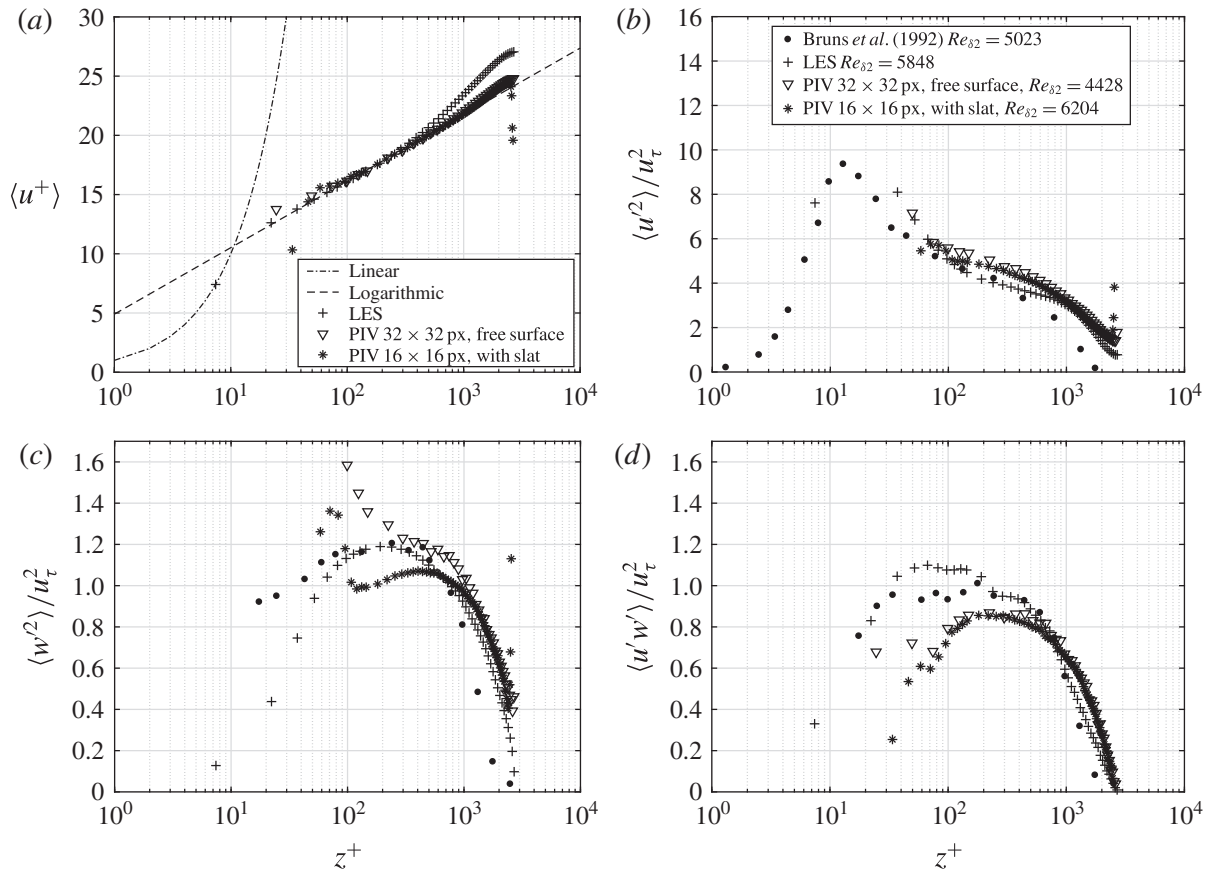 (a)
30
25
20
15
10
5
0
⟨u⁺⟩
10⁰ 10¹ 10² 10³ 10⁴
Linear
Logarithmic
LES
PIV 32 × 32 px, free surface
PIV 16 × 16 px, with slat
(b)
16
14
12
10
8
6
4
2
0
⟨u′²⟩/u²τ
10⁰ 10¹ 10² 10³ 10⁴
Bruns et al. (1992) Reδ2 = 5023
LES Reδ2 = 5848
PIV 32 × 32 px, free surface, Reδ2 = 4428
PIV 16 × 16 px, with slat, Reδ2 = 6204
(c)
1.6
1.4
1.2
1.0
0.8
0.6
0.4
0.2
0
⟨w′²⟩/u²τ
10⁰ 10¹ 10² 10³ 10⁴
z⁺
(d)
1.6
1.4
1.2
1.0
0.8
0.6
0.4
0.2
0
⟨u′w′⟩/u²τ
10⁰ 10¹ 10² 10³ 10⁴
z⁺